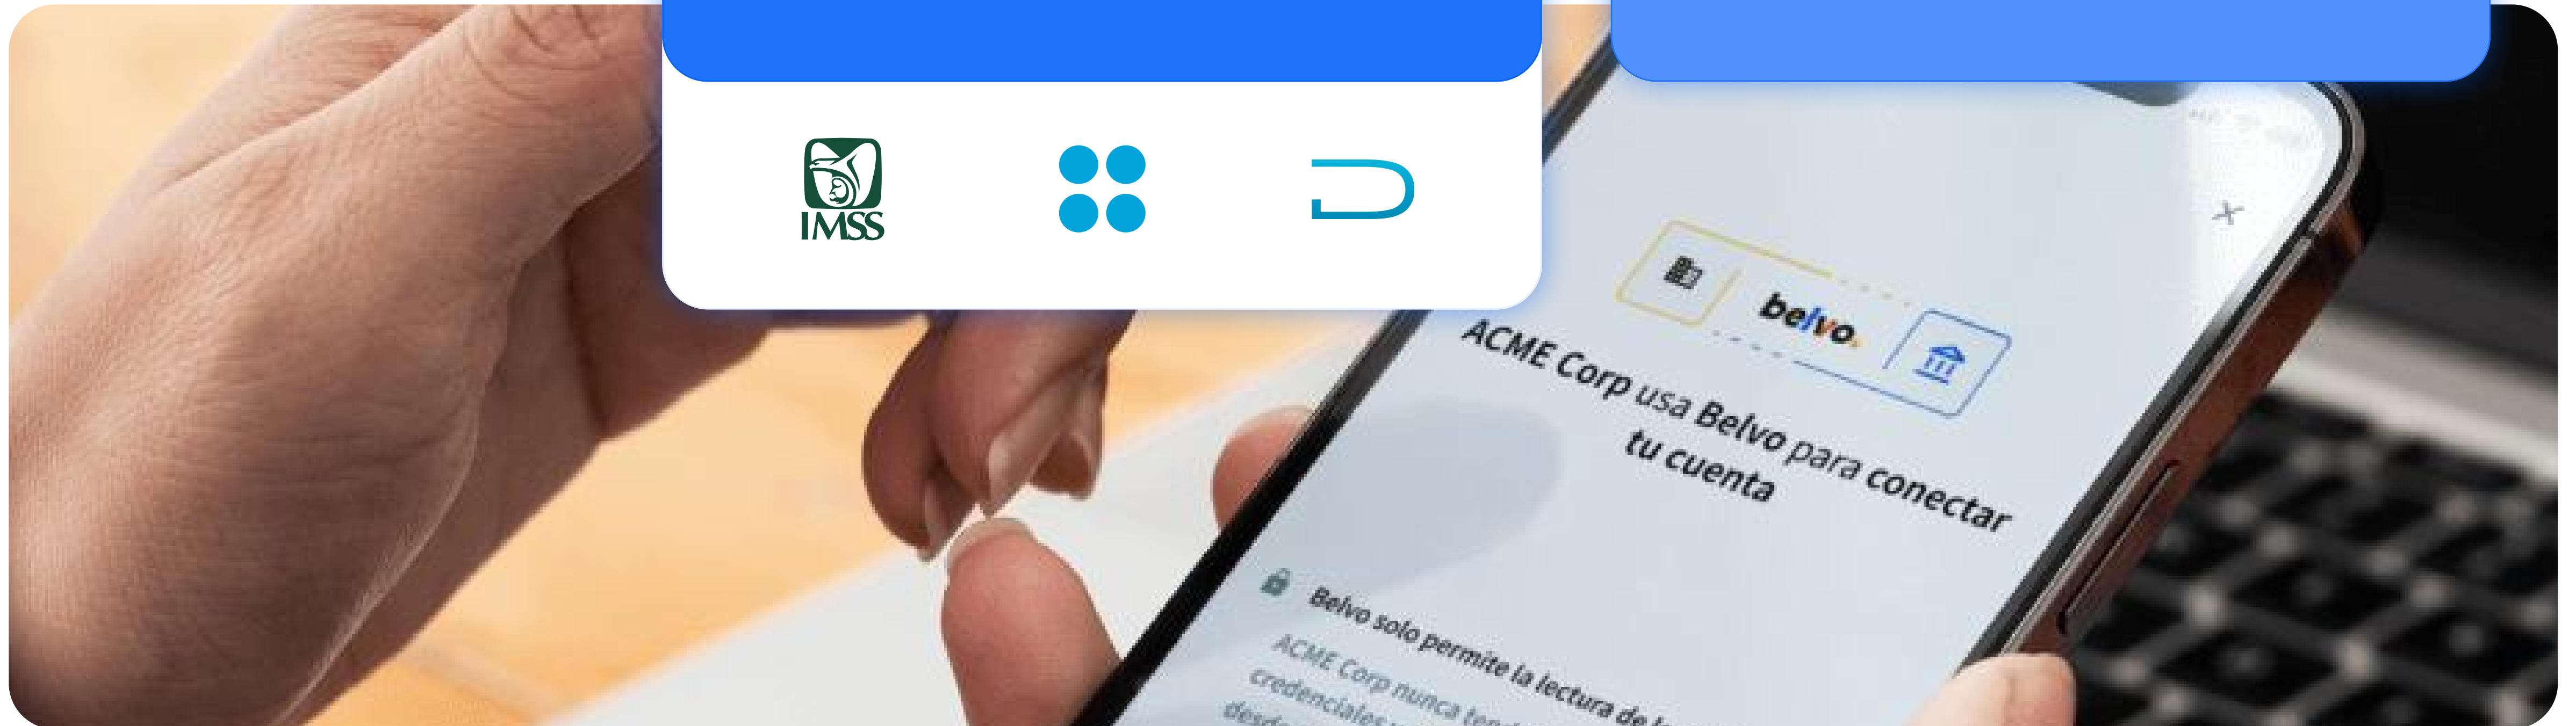 IMSS
belvo.
ACME Corp usa Belvo para conectar
tu cuenta
Belvo solo permite la lectura de
ACME Corp nunca
credenciales